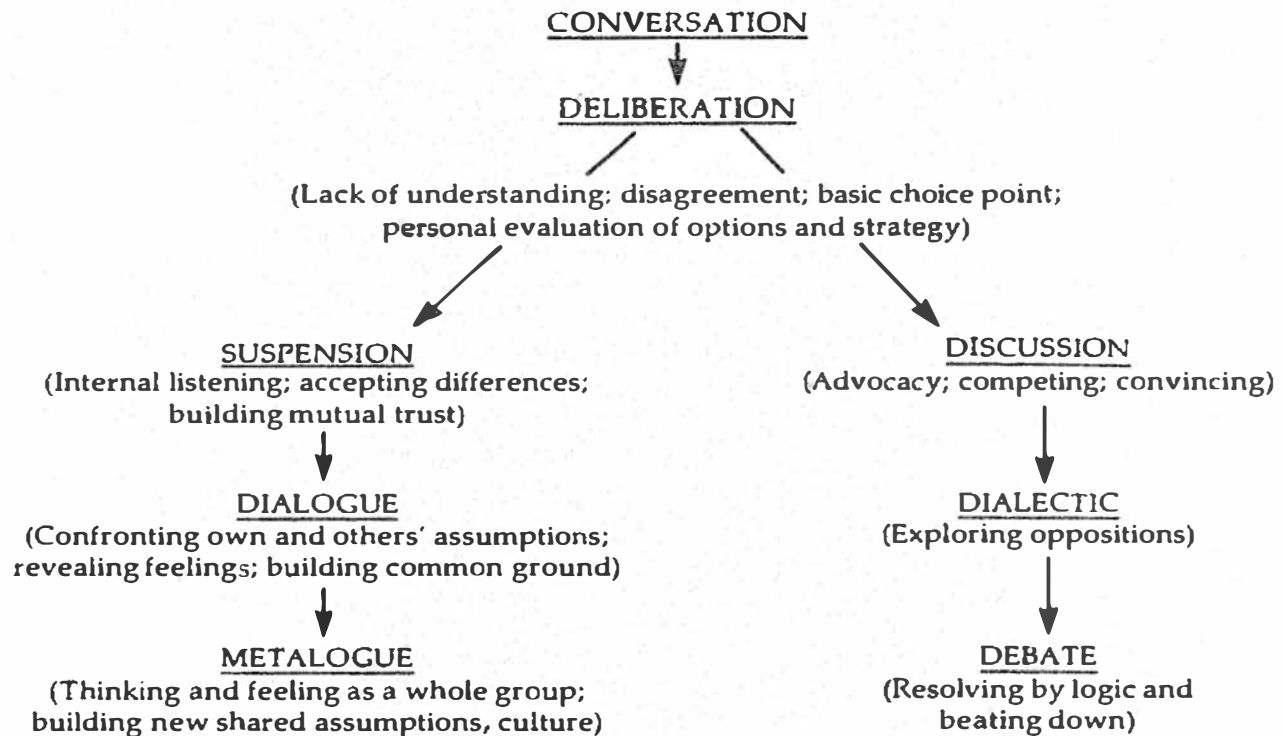 CONVERSATION
DELIBERATION
(Lack of understanding; disagreement; basic choice point;
personal evaluation of options and strategy)
SUSPENSION
(Internal listening; accepting differences;
building mutual trust)
DIALOGUE
(Confronting own and others' assumptions;
revealing feelings; building common ground)
METALOGUE
(Thinking and feeling as a whole group;
building new shared assumptions, culture)
DISCUSSION
(Advocacy; competing; convincing)
DIALECTIC
(Exploring oppositions)
DEBATE
(Resolving by logic and
beating down)